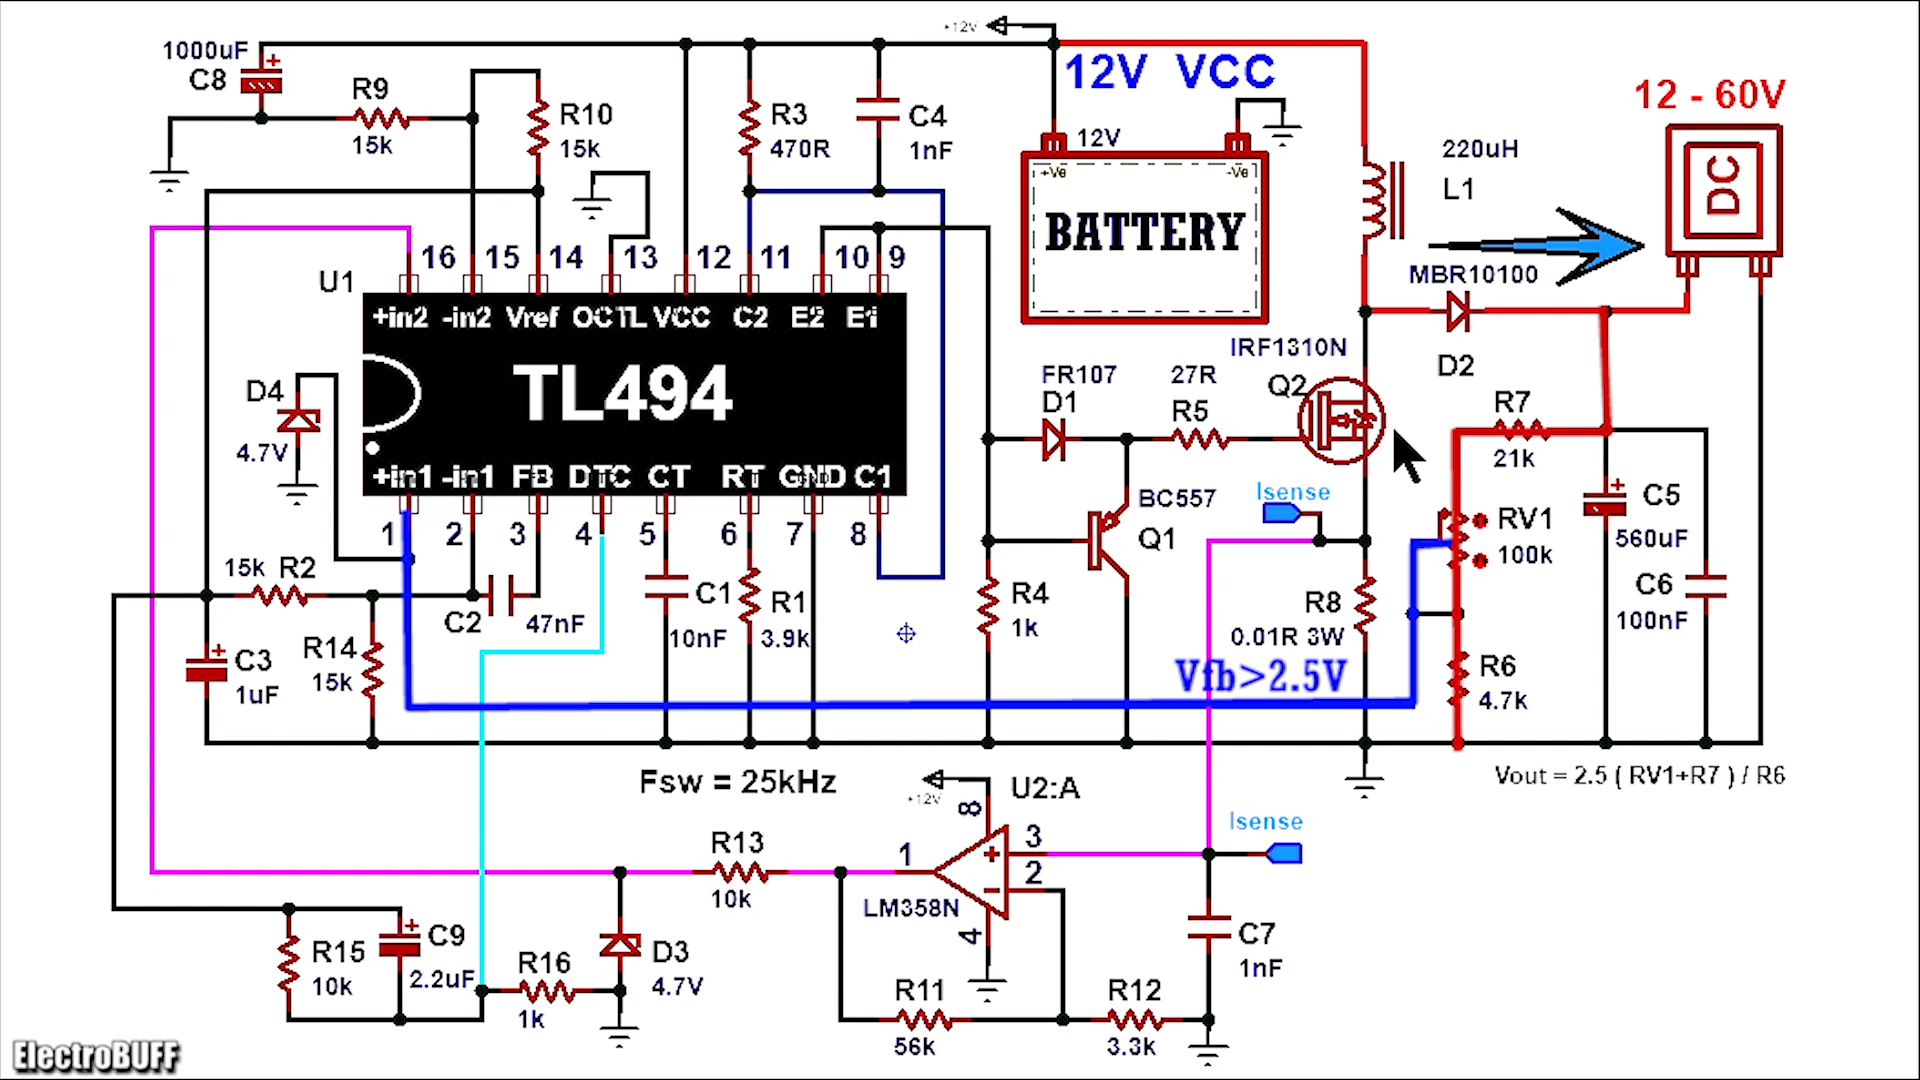 +12V
1000uF
C8
R9
15k
R10
15k
R3
470R
C4
1nF
12V VCC
12V
+Ve
-Ve
BATTERY
220uH
L1
12 - 60V
DC
MBR10100
D2
U1
16 15 14 13 12 11 10 9
+in2 -in2 Vref OCTL VCC C2 E2 E1
TL494
+in1 -in1 FB DTC CT RT GND C1
1 2 3 4 5 6 7 8
D4
4.7V
FR107
D1
27R
R5
IRF1310N
Q2
R7
21k
BC557
Q1
Isense
RV1
100k
C5
560uF
C6
100nF
15k R2
C2
47nF
C1
10nF
R1
3.9k
R4
1k
R8
0.01R 3W
C3
1uF
R14
15k
Vfb>2.5V
R6
4.7k
Fsw = 25kHz
Vout = 2.5 ( RV1+R7 ) / R6
+12V
U2:A
8
3
2
1
4
LM358N
Isense
R13
10k
C7
1nF
R15
10k
C9
2.2uF
R16
1k
D3
4.7V
R11
56k
R12
3.3k
ElectroBUFF